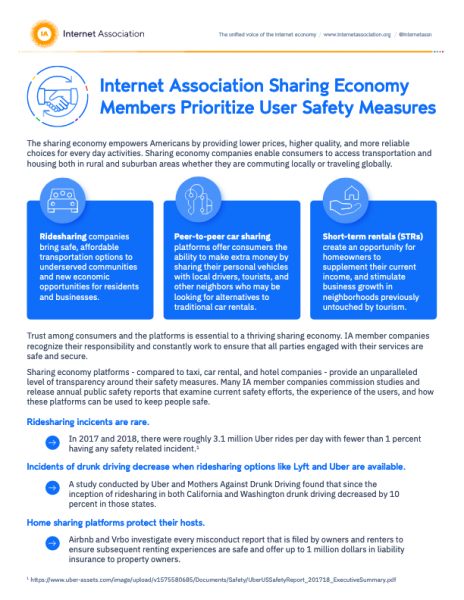 IA Internet Association
The unified voice of the internet economy / www.internetassociation.org / @internetassn
Internet Association Sharing Economy
Members Prioritize User Safety Measures
The sharing economy empowers Americans by providing lower prices, higher quality, and more reliable
choices for every day activities. Sharing economy companies enable consumers to access transportation and
housing both in rural and suburban areas whether they are commuting locally or traveling globally.
Ridesharing companies
bring safe, affordable
transportation options to
underserved communities
and new economic
opportunities for residents
and businesses.
Peer-to-peer car sharing
platforms offer consumers the
ability to make extra money by
sharing their personal vehicles
with local drivers, tourists, and
other neighbors who may be
looking for alternatives to
traditional car rentals.
Short-term rentals (STRs)
create an opportunity for
homeowners to
supplement their current
income, and stimulate
business growth in
neighborhoods previously
untouched by tourism.
Trust among consumers and the platforms is essential to a thriving sharing economy. IA member companies
recognize their responsibility and constantly work to ensure that all parties engaged with their services are
safe and secure.
Sharing economy platforms - compared to taxi, car rental, and hotel companies - provide an unparalleled
level of transparency around their safety measures. Many IA member companies commission studies and
release annual public safety reports that examine current safety efforts, the experience of the users, and how
these platforms can be used to keep people safe.
Ridesharing incicents are rare.
In 2017 and 2018, there were roughly 3.1 million Uber rides per day with fewer than 1 percent
having any safety related incident.¹
Incidents of drunk driving decrease when ridesharing options like Lyft and Uber are available.
A study conducted by Uber and Mothers Against Drunk Driving found that since the
inception of ridesharing in both California and Washington drunk driving decreased by 10
percent in those states.
Home sharing platforms protect their hosts.
Airbnb and Vrbo investigate every misconduct report that is filed by owners and renters to
ensure subsequent renting experiences are safe and offer up to 1 million dollars in liability
insurance to property owners.
¹ https://www.uber-assets.com/image/upload/v1575580685/Documents/Safety/UberUSSafetyReport_201718_ExecutiveSummary.pdf